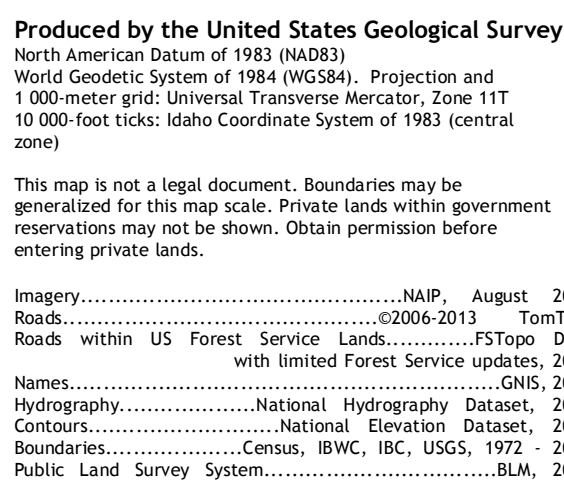 Produced by the United States Geological Survey
North American Datum of 1983 (NAD83)
World Geodetic System of 1984 (WGS84). Projection and
1 000-meter grid: Universal Transverse Mercator, Zone 11T
10 000-foot ticks: Idaho Coordinate System of 1983 (central
zone)
This map is not a legal document. Boundaries may be
generalized for this map scale. Private lands within government
reservations may not be shown. Obtain permission before
entering private lands.
Imagery..............................................NAIP, August
Roads..............................................©2006-2013
Roads within US Forest Service Lands.............FSTopo
with limited Forest Service updates,
Names..............................................................GNIS,
Hydrography....................National Hydrography Dataset,
Contours............................National Elevation Dataset,
Boundaries....................Census, IBWC, IBC, USGS, 1972 -
Public Land Survey System..................................BLM,